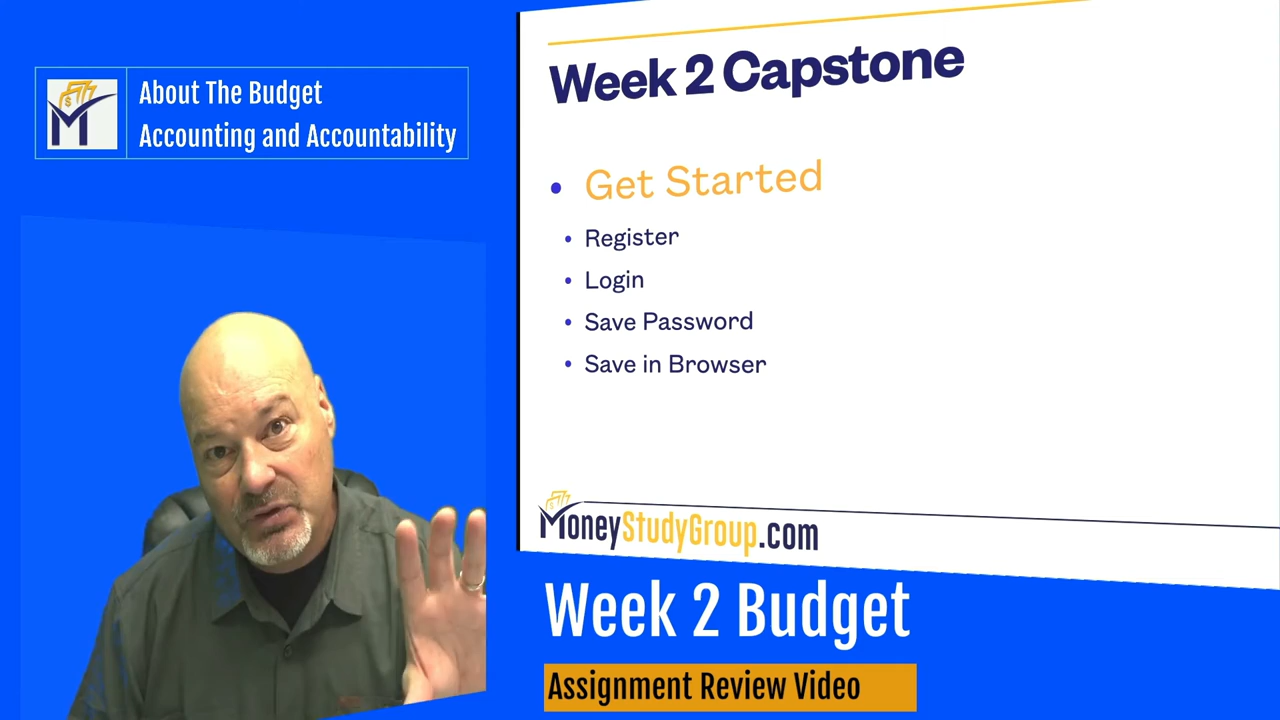 About The Budget
Accounting and Accountability
Week 2 Capstone
• Get Started
• Register
• Login
• Save Password
• Save in Browser
MoneyStudyGroup.com
Week 2 Budget
Assignment Review Video